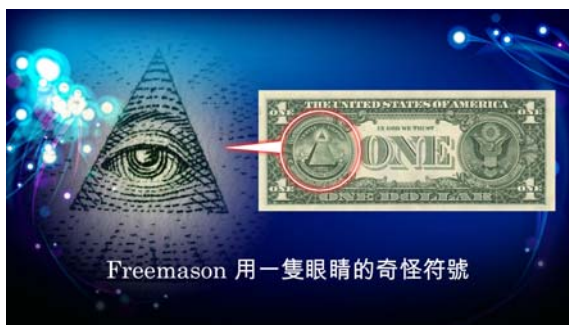 THE UNITED STATES OF AMERICA
IN GOD WE TRUST
ONE
ONE DOLLAR
Freemason 用一隻眼睛的奇怪符號